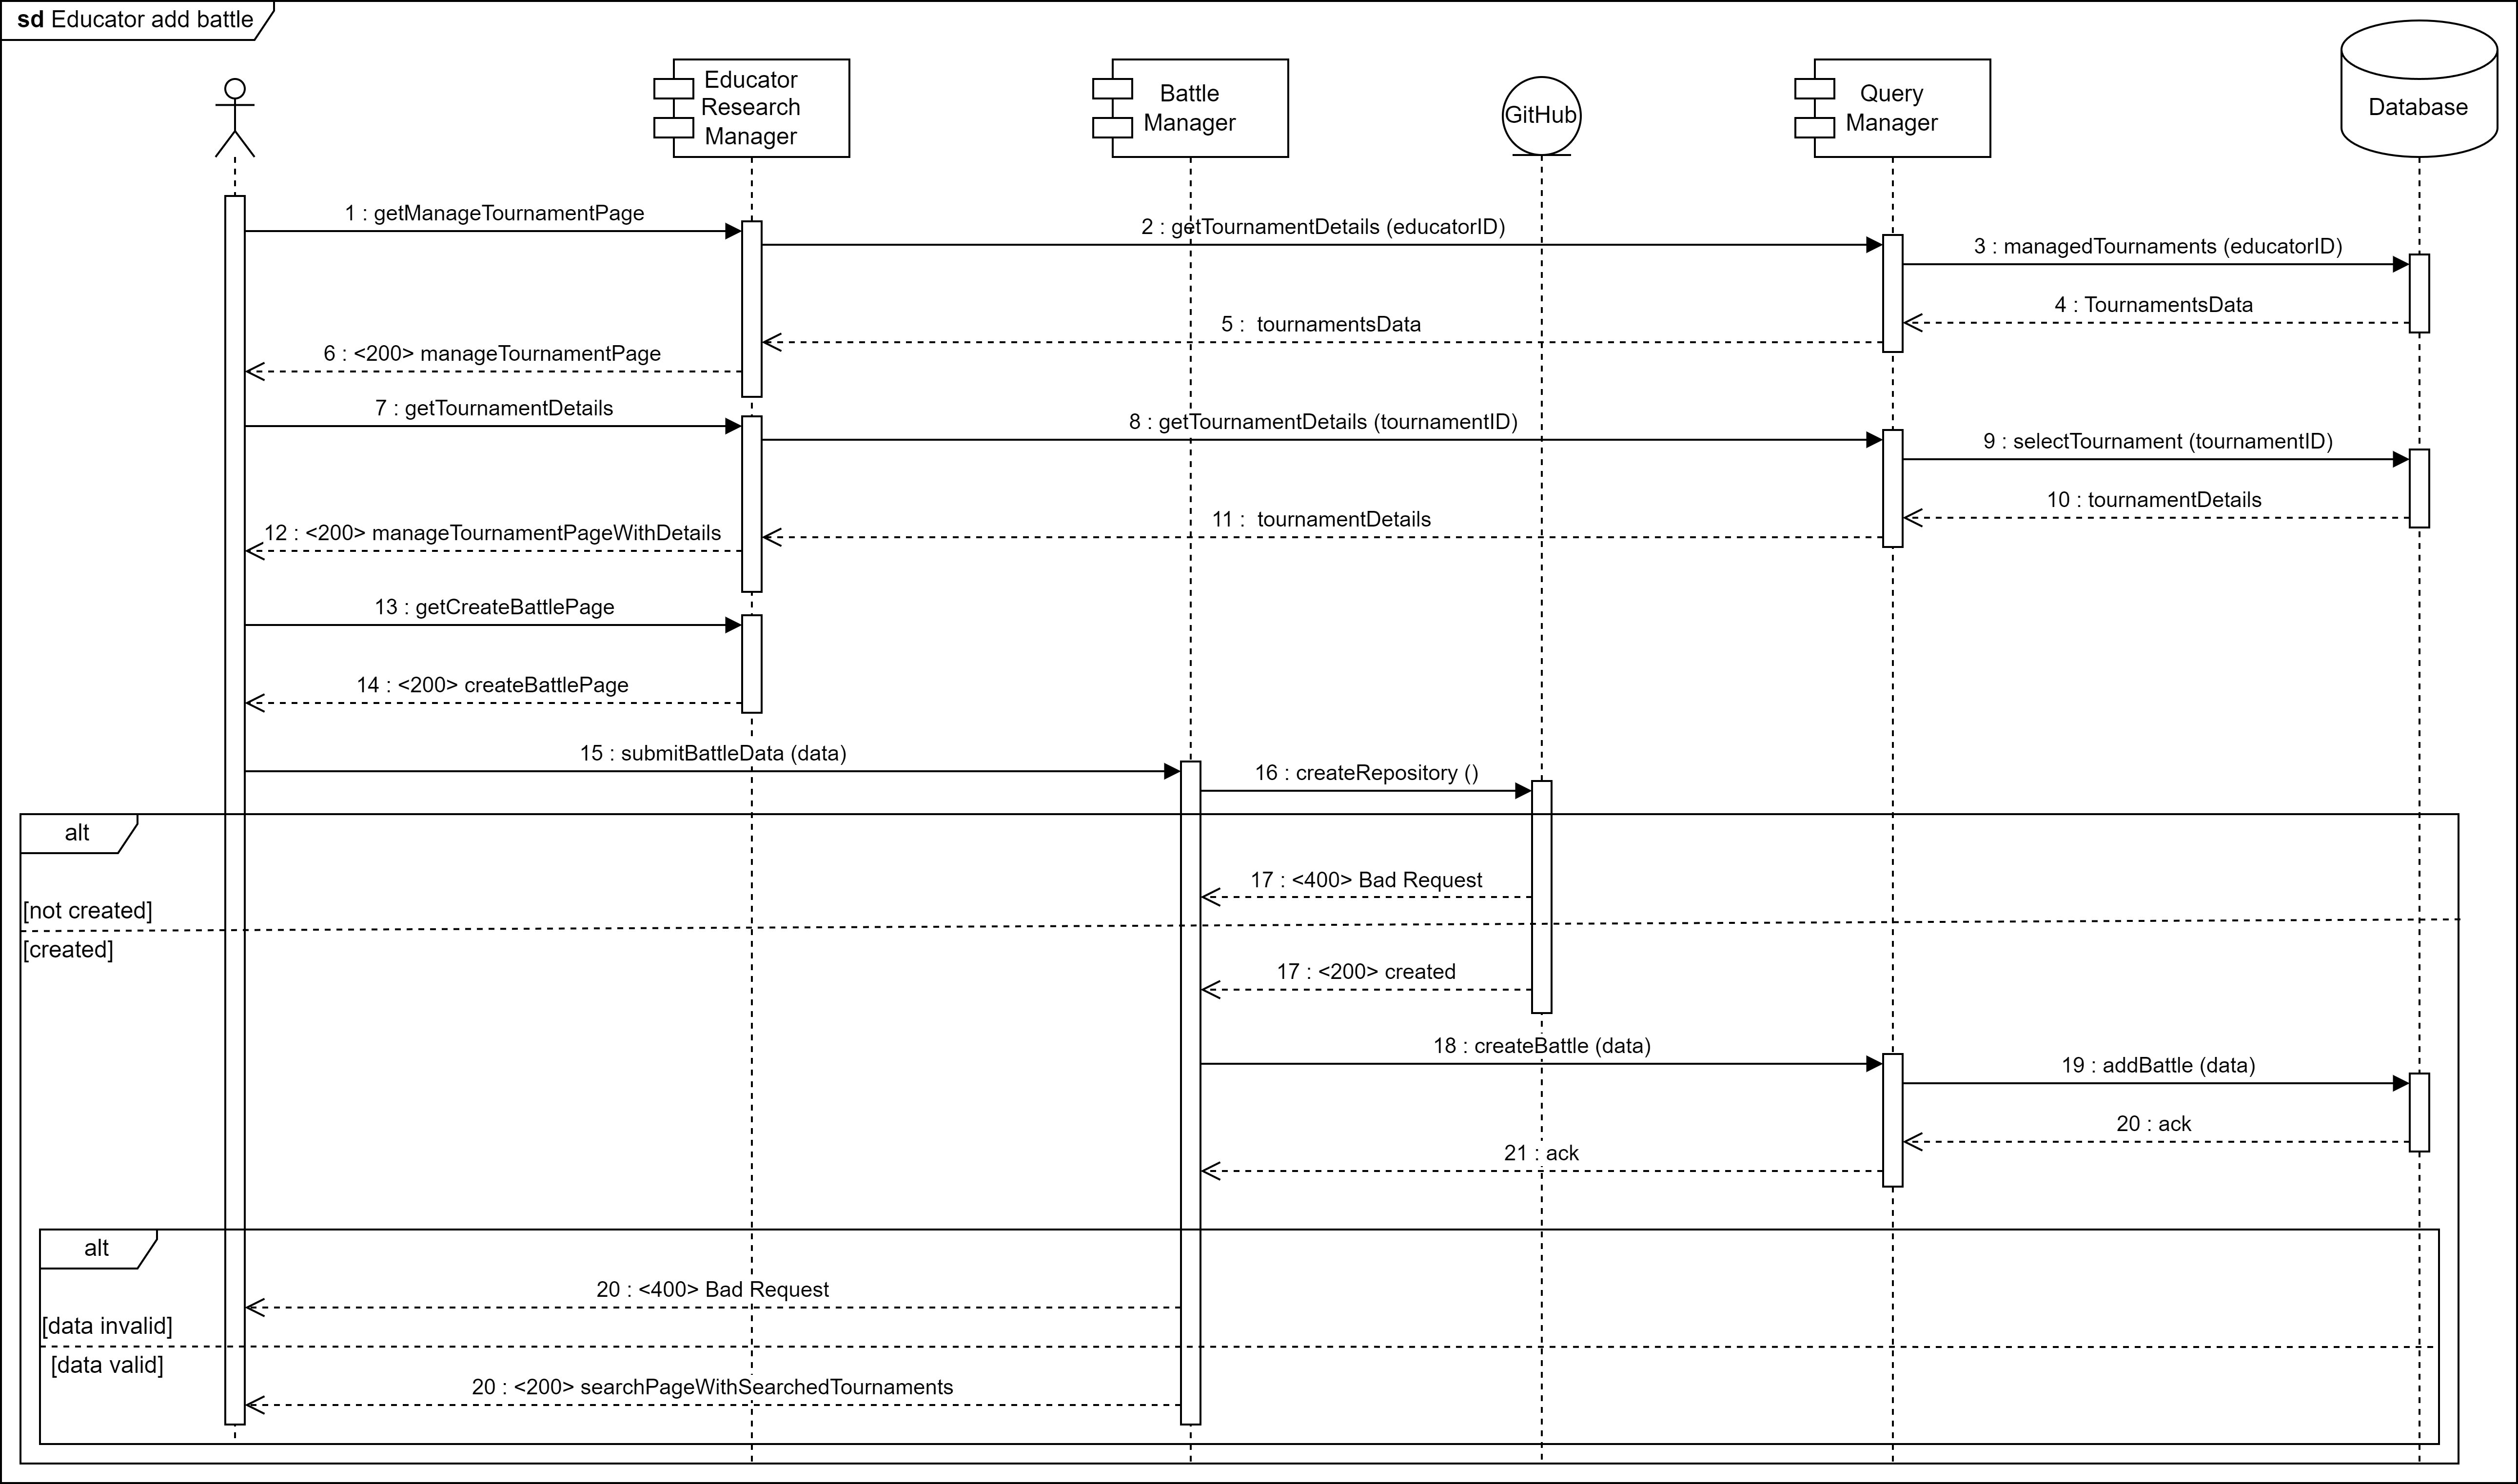 sd Educator add battle
Educator
Research
Manager
Battle
Manager
GitHub
Query
Manager
Database
1 : getManageTournamentPage
2 : getTournamentDetails (educatorID)
3 : managedTournaments (educatorID)
4 : TournamentsData
5 :  tournamentsData
6 : <200> manageTournamentPage
7 : getTournamentDetails
8 : getTournamentDetails (tournamentID)
9 : selectTournament (tournamentID)
10 : tournamentDetails
11 :  tournamentDetails
12 : <200> manageTournamentPageWithDetails
13 : getCreateBattlePage
14 : <200> createBattlePage
15 : submitBattleData (data)
16 : createRepository ()
alt
17 : <400> Bad Request
[not created]
[created]
17 : <200> created
18 : createBattle (data)
19 : addBattle (data)
20 : ack
21 : ack
alt
20 : <400> Bad Request
[data invalid]
[data valid]
20 : <200> searchPageWithSearchedTournaments